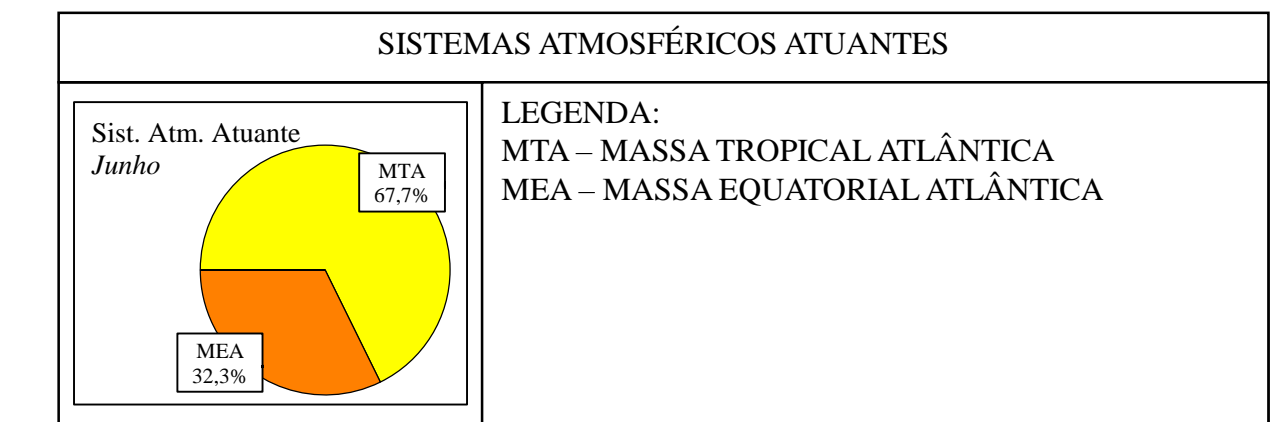 SISTEMAS ATMOSFÉRICOS ATUANTES
Sist. Atm. Atuante
Junho
MTA
67,7%
MEA
32,3%
LEGENDA:
MTA – MASSA TROPICAL ATLÂNTICA
MEA – MASSA EQUATORIAL ATLÂNTICA